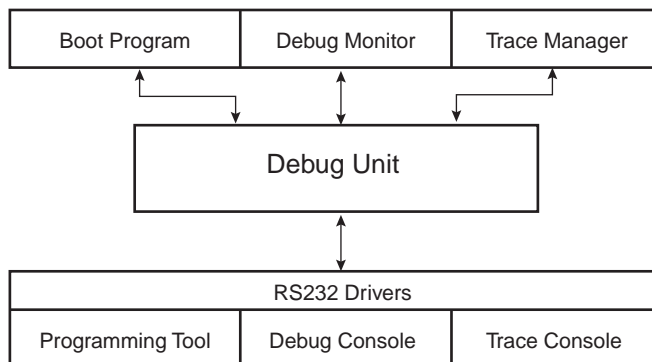 Boot Program
Debug Monitor
Trace Manager
Debug Unit
RS232 Drivers
Programming Tool
Debug Console
Trace Console